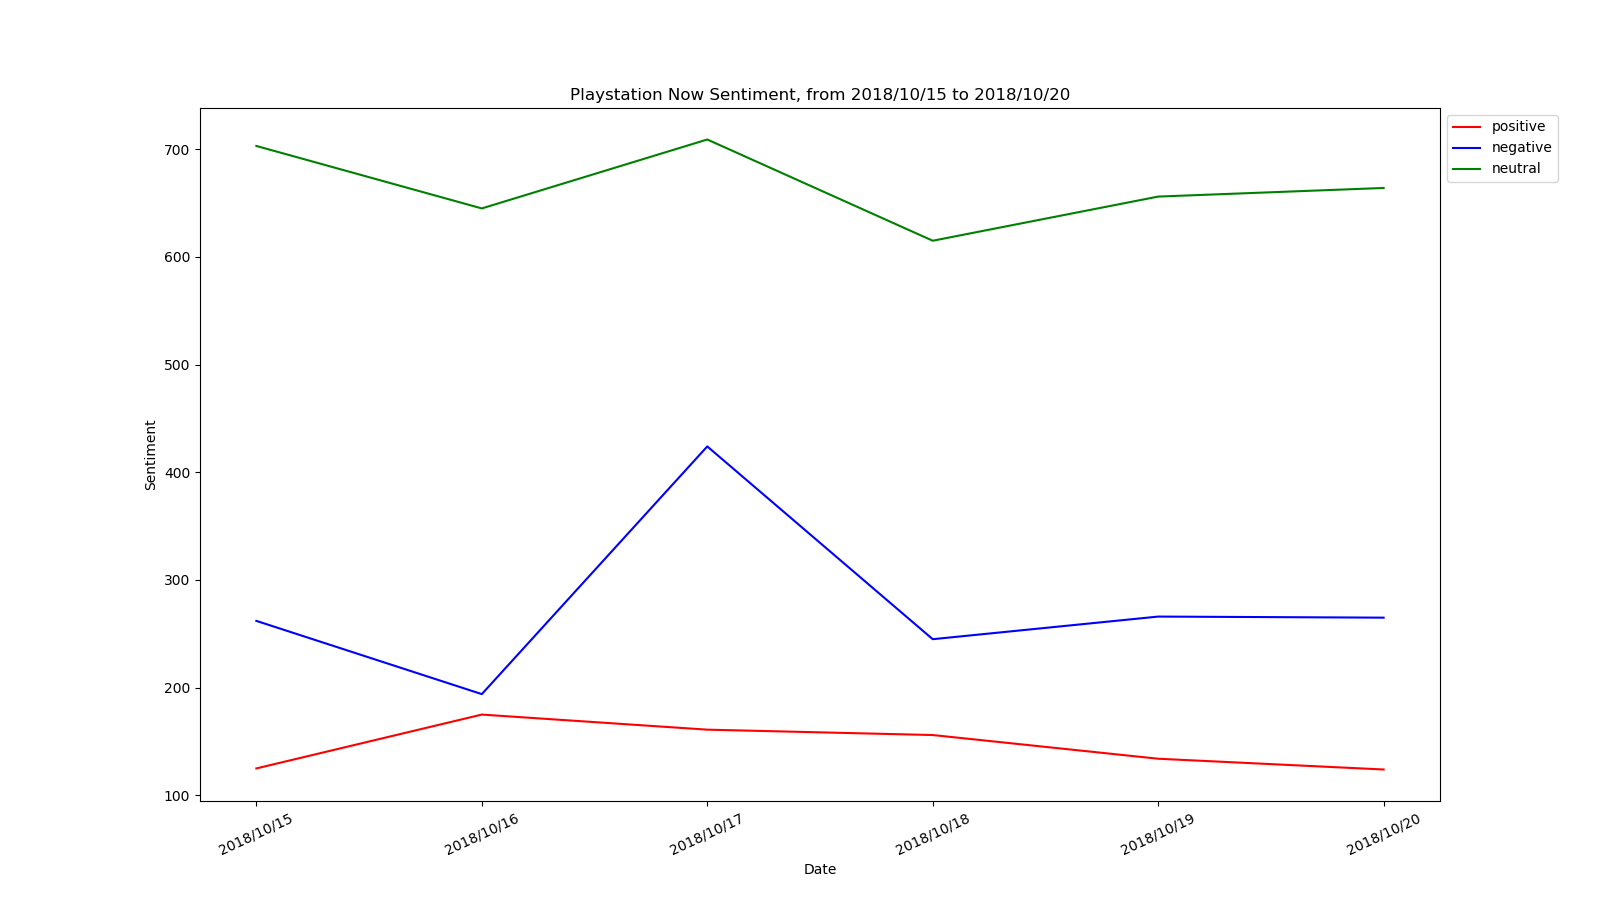 Playstation Now Sentiment, from 2018/10/15 to 2018/10/20
positive
negative
neutral
700
600
500
400
300
200
100
Sentiment
2018/10/15
2018/10/16
2018/10/17
2018/10/18
2018/10/19
2018/10/20
Date